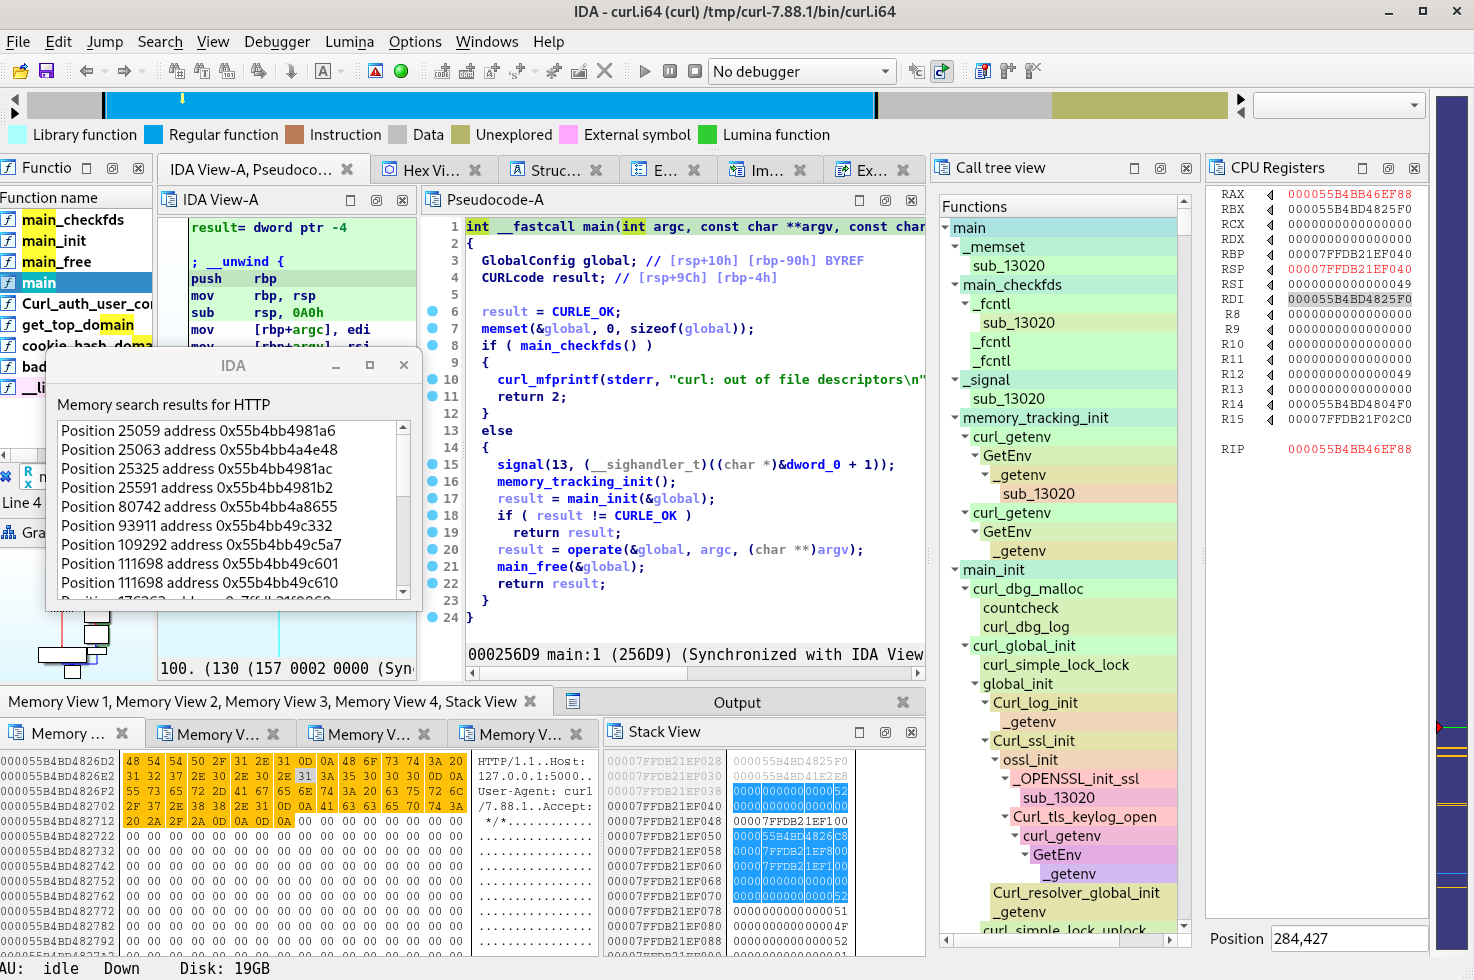 IDA - curl.i64 (curl) /tmp/curl-7.88.1/bin/curl.i64
File Edit Jump Search View Debugger Lumina Options Windows Help
No debugger
Library function Regular function Instruction Data Unexplored External symbol Lumina function
Functio
Function name
main_checkfds
main_init
main_free
main
Curl_auth_user_co
get_top_domain
cookie_hash_doma
bad
__li
Line 4
Gra
IDA View-A, Pseudoco... Hex Vi... Struc... E... Im... Ex...
IDA View-A
result= dword ptr -4
; __unwind {
push rbp
mov rbp, rsp
sub rsp, 0A0h
mov [rbp+argc], edi
mov [rbp+argv], rsi
100. (130 (157 0002 0000 (Syn
IDA
Memory search results for HTTP
Position 25059 address 0x55b4bb4981a6
Position 25063 address 0x55b4bb4a4e48
Position 25325 address 0x55b4bb4981ac
Position 25591 address 0x55b4bb4981b2
Position 80742 address 0x55b4bb4a8655
Position 93911 address 0x55b4bb49c332
Position 109292 address 0x55b4bb49c5a7
Position 111698 address 0x55b4bb49c601
Position 111698 address 0x55b4bb49c610
Pseudocode-A
1 int __fastcall main(int argc, const char **argv, const char
2 {
3 GlobalConfig global; // [rsp+10h] [rbp-90h] BYREF
4 CURLcode result; // [rsp+9Ch] [rbp-4h]
5
6 result = CURLE_OK;
7 memset(&global, 0, sizeof(global));
8 if ( main_checkfds() )
9 {
10 curl_mfprintf(stderr, "curl: out of file descriptors\n"
11 return 2;
12 }
13 else
14 {
15 signal(13, (__sighandler_t)((char *)&dword_0 + 1));
16 memory_tracking_init();
17 result = main_init(&global);
18 if ( result != CURLE_OK )
19 return result;
20 result = operate(&global, argc, (char **)argv);
21 main_free(&global);
22 return result;
23 }
24 }
000256D9 main:1 (256D9) (Synchronized with IDA View
Call tree view
Functions
main
_memset
sub_13020
main_checkfds
_fcntl
sub_13020
_fcntl
_fcntl
_signal
sub_13020
memory_tracking_init
curl_getenv
GetEnv
_getenv
sub_13020
curl_getenv
GetEnv
_getenv
main_init
curl_dbg_malloc
countcheck
curl_dbg_log
curl_global_init
curl_simple_lock_lock
global_init
Curl_log_init
_getenv
Curl_ssl_init
ossl_init
_OPENSSL_init_ssl
sub_13020
Curl_tls_keylog_open
curl_getenv
GetEnv
_getenv
Curl_resolver_global_init
_getenv
curl_simple_lock_unlock
CPU Registers
RAX 000055B4BB46EF88
RBX 000055B4BD4825F0
RCX 0000000000000000
RDX 0000000000000000
RBP 00007FFDB21EF040
RSP 00007FFDB21EF040
RSI 0000000000000049
RDI 000055B4BD4825F0
R8 0000000000000000
R9 0000000000000000
R10 0000000000000000
R11 0000000000000000
R12 0000000000000049
R13 0000000000000000
R14 000055B4BD4804F0
R15 00007FFDB21F02C0
RIP 000055B4BB46EF88
Position 284,427
Memory View 1, Memory View 2, Memory View 3, Memory View 4, Stack View
Output
Memory ... Memory V... Memory V... Memory V...
000055B4BD4826D2 48 54 54 50 2F 31 2E 31 0D 0A 48 6F 73 74 3A 20 HTTP/1.1..Host:
000055B4BD4826E2 31 32 37 2E 30 2E 30 2E 31 3A 35 30 30 30 0D 0A 127.0.0.1:5000..
000055B4BD4826F2 55 73 65 72 2D 41 67 65 6E 74 3A 20 63 75 72 6C User-Agent: curl
000055B4BD482702 2F 37 2E 38 38 2E 31 0D 0A 41 63 63 65 70 74 3A /7.88.1..Accept:
000055B4BD482712 20 2A 2F 2A 0D 0A 0D 0A 00 00 00 00 00 00 00 00 */*............
000055B4BD482722 00 00 00 00 00 00 00 00 00 00 00 00 00 00 00 00 ................
000055B4BD482732 00 00 00 00 00 00 00 00 00 00 00 00 00 00 00 00 ................
000055B4BD482742 00 00 00 00 00 00 00 00 00 00 00 00 00 00 00 00 ................
000055B4BD482752 00 00 00 00 00 00 00 00 00 00 00 00 00 00 00 00 ................
000055B4BD482762 00 00 00 00 00 00 00 00 00 00 00 00 00 00 00 00 ................
000055B4BD482772 00 00 00 00 00 00 00 00 00 00 00 00 00 00 00 00 ................
000055B4BD482782 00 00 00 00 00 00 00 00 00 00 00 00 00 00 00 00 ................
000055B4BD482792 00 00 00 00 00 00 00 00 00 00 00 00 00 00 00 00 ................
Stack View
00007FFDB21EF028 000055B4BD4825F0
00007FFDB21EF030 000055B4BD41E2E8
00007FFDB21EF038 0000000000000052
00007FFDB21EF040 0000000000000000
00007FFDB21EF048 00007FFDB21EF100
00007FFDB21EF050 000055B4BD4826C8
00007FFDB21EF058 00007FFDB21EF800
00007FFDB21EF060 00007FFDB21EF100
00007FFDB21EF068 0000000000000000
00007FFDB21EF070 0000000000000052
00007FFDB21EF078 0000000000000051
00007FFDB21EF080 000000000000004F
00007FFDB21EF088 0000000000000052
AU: idle Down Disk: 19GB